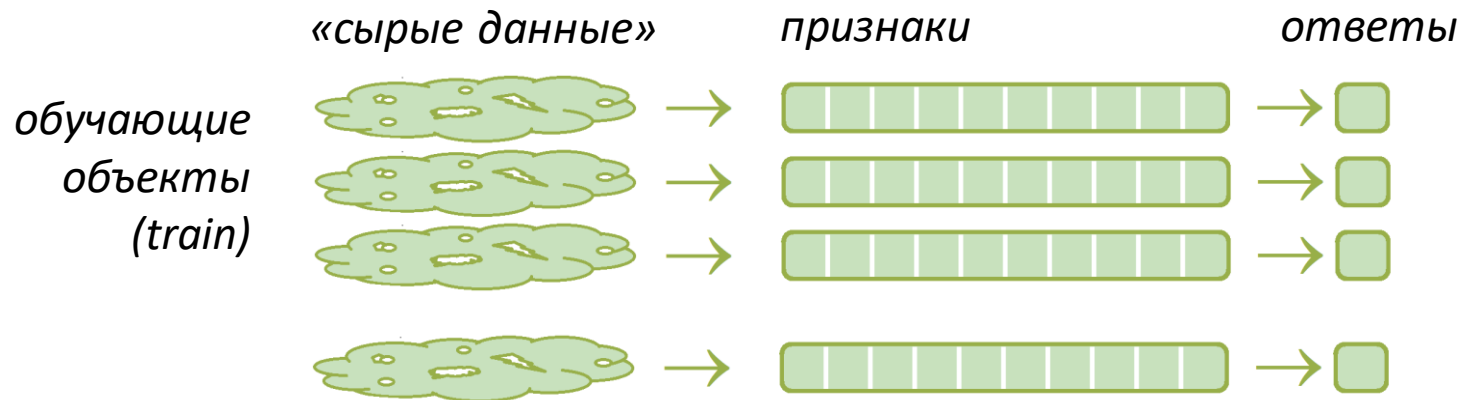 «сырые данные»
признаки
ответы
обучающие
объекты
(train)